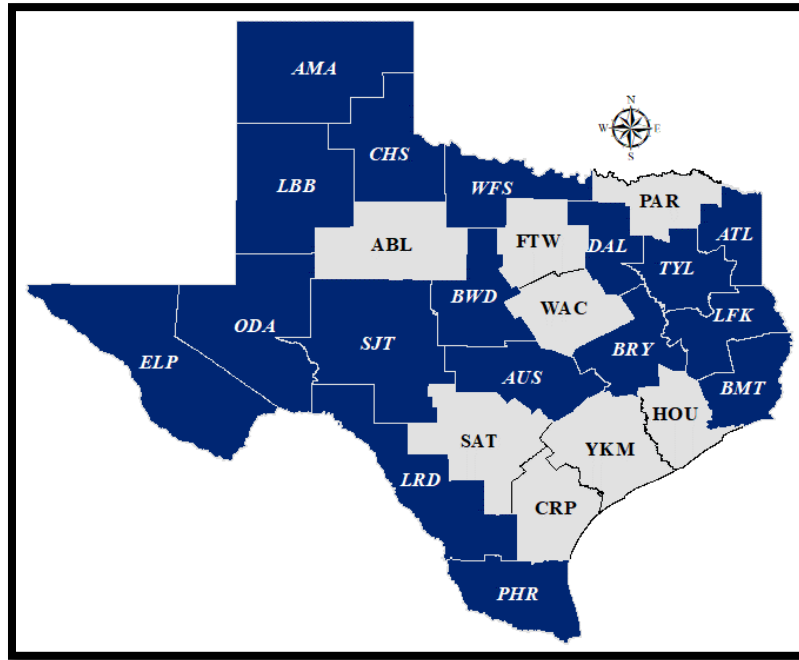 AMA
N
W E
S
CHS
LBB
WFS
PAR
ABL
FTW
DAL
ATL
TYL
BWD
WAC
LFK
ODA
SJT
BRY
ELP
AUS
BMT
HOU
SAT
YKM
LRD
CRP
PHR